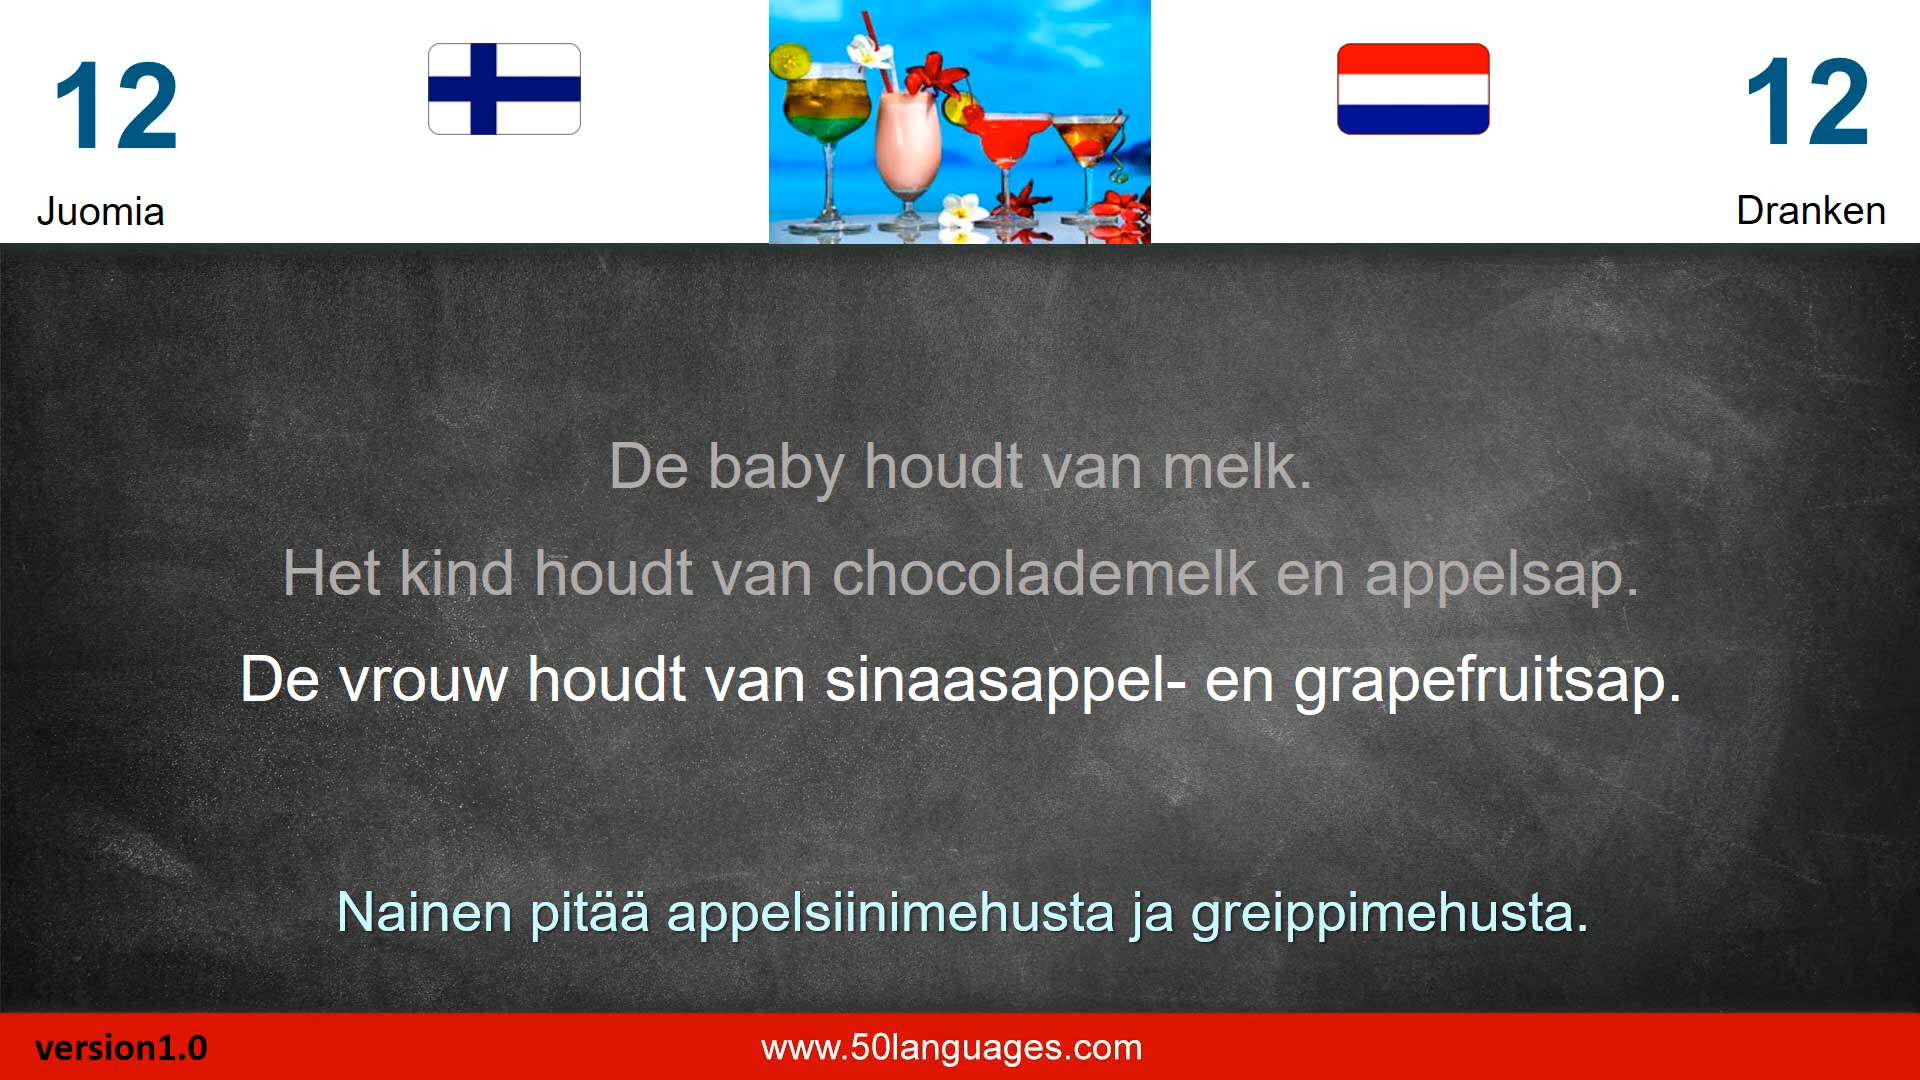 12
12
Juomia
Dranken
De baby houdt van melk.
Het kind houdt van chocolademelk en appelsap.
De vrouw houdt van sinaasappel- en grapefruitsap.
Nainen pitää appelsiinimehusta ja greippimehusta.
version1.0
www.50languages.com